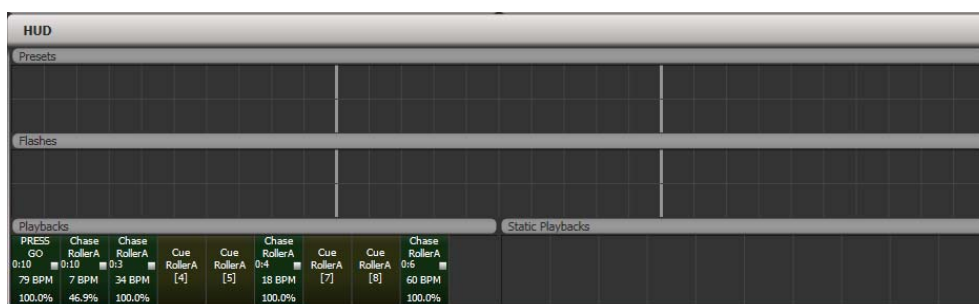 HUD
Presets
Flashes
Playbacks
Static Playbacks
PRESS
GO
0:10
79 BPM
100.0%
Chase
RollerA
0:10
7 BPM
46.9%
Chase
RollerA
0:3
34 BPM
100.0%
Cue
RollerA
[4]
Cue
RollerA
[5]
Chase
RollerA
0:4
18 BPM
100.0%
Cue
RollerA
[7]
Cue
RollerA
[8]
Chase
RollerA
0:6
60 BPM
100.0%